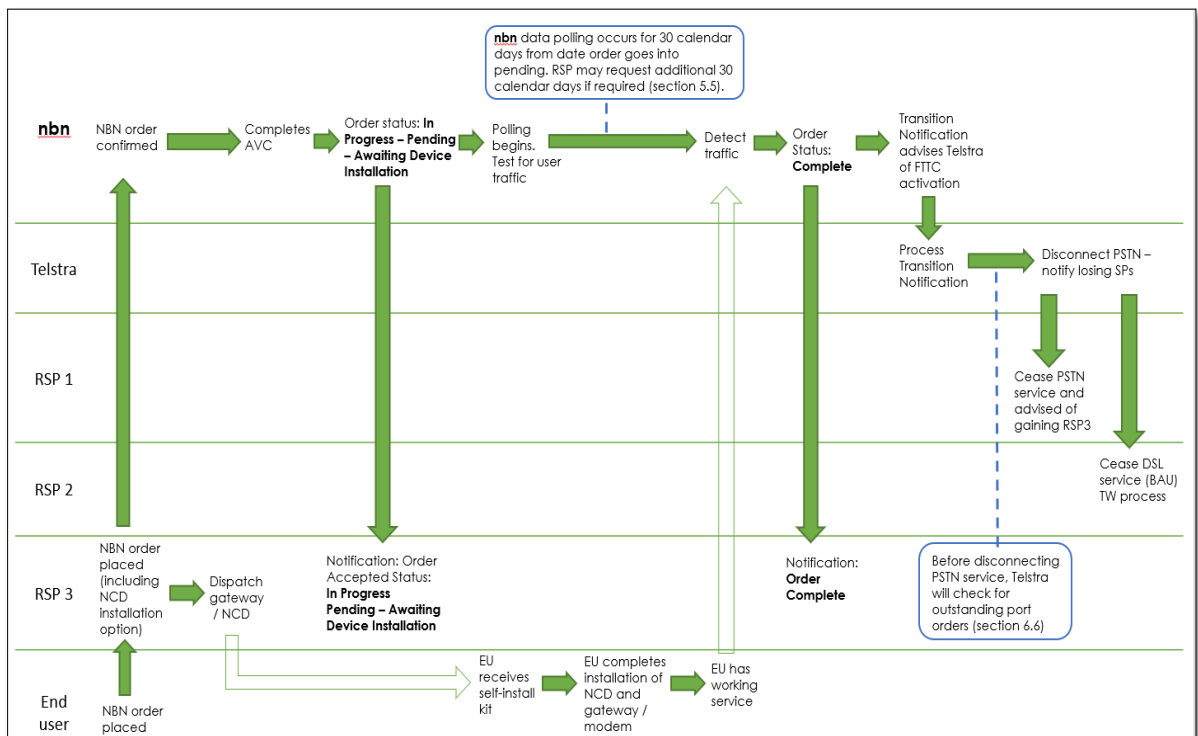 nbn data polling occurs for 30 calendar
days from date order goes into
pending. RSP may request additional 30
calendar days if required (section 5.5).
nbn
NBN order
confirmed
Completes
AVC
Order status: In
Progress – Pending
– Awaiting Device
Installation
Polling
begins.
Test for user
traffic
Detect
traffic
Order
Status:
Complete
Transition
Notification
advises Telstra
of FTTC
activation
Telstra
Process
Transition
Notification
Disconnect PSTN –
notify losing SPs
RSP 1
Cease PSTN
service and
advised of
gaining RSP3
RSP 2
Cease DSL
service (BAU)
TW process
RSP 3
NBN order
placed
(including
NCD
installation
option)
Dispatch
gateway
/ NCD
Notification: Order
Accepted Status:
In Progress
Pending – Awaiting
Device Installation
Notification:
Order
Complete
Before disconnecting
PSTN service, Telstra
will check for
outstanding port
orders (section 6.6)
End
user
NBN order
placed
EU
receives
self-install
kit
EU completes
installation of
NCD and
gateway /
modem
EU has
working
service